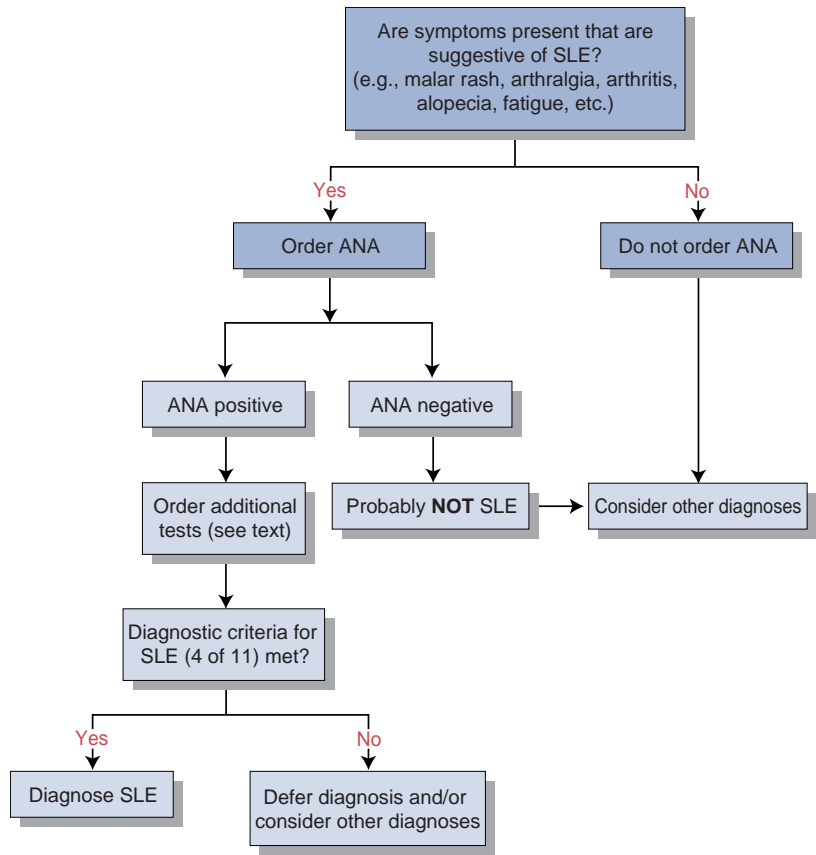 Are symptoms present that are
suggestive of SLE?
(e.g., malar rash, arthralgia, arthritis,
alopecia, fatigue, etc.)
Yes
No
Order ANA
Do not order ANA
ANA positive
ANA negative
Order additional
tests (see text)
Probably NOT SLE
Consider other diagnoses
Diagnostic criteria for
SLE (4 of 11) met?
Yes
No
Diagnose SLE
Defer diagnosis and/or
consider other diagnoses